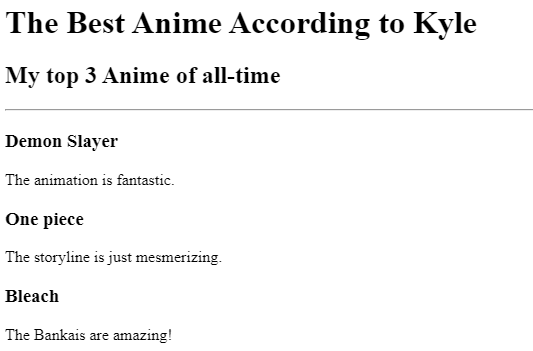 The Best Anime According to Kyle
My top 3 Anime of all-time
Demon Slayer
The animation is fantastic.
One piece
The storyline is just mesmerizing.
Bleach
The Bankais are amazing!